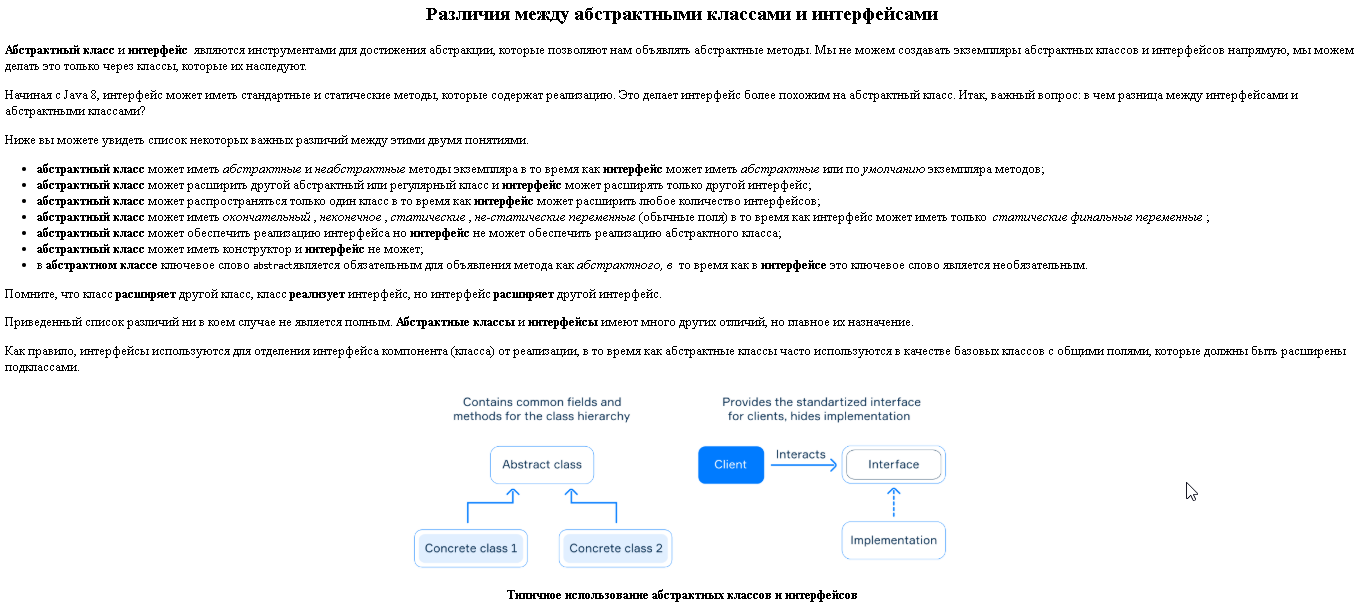 Различия между абстрактными классами и интерфейсами
Абстрактный класс и интерфейс являются инструментами для достижения абстракции, которые позволяют нам объявлять абстрактные методы. Мы не можем создавать экземпляры абстрактных классов и интерфейсов напрямую, мы можем
делать это только через классы, которые их наследуют.
Начиная с Java 8, интерфейс может иметь стандартные и статические методы, которые содержат реализацию. Это делает интерфейс более похожим на абстрактный класс. Итак, важный вопрос: в чем разница между интерфейсами и
абстрактными классами?
Ниже вы можете увидеть список некоторых важных различий между этими двумя понятиями.
• абстрактный класс может иметь абстрактные и неабстрактные методы экземпляра в то время как интерфейс может иметь абстрактные или по умолчанию экземпляра методов;
• абстрактный класс может расширить другой абстрактный или регулярный класс и интерфейс может расширять только другой интерфейс;
• абстрактный класс может распространяться только один класс в то время как интерфейс может расширить любое количество интерфейсов;
• абстрактный класс может иметь окончательный , неконечное , статические , не-статические переменные (обычные поля) в то время как интерфейс может иметь только статические финальные переменные ;
• абстрактный класс может обеспечить реализацию интерфейса но интерфейс не может обеспечить реализацию абстрактного класса;
• абстрактный класс может иметь конструктор и интерфейс не может;
• в абстрактном классе ключевое слово abstractявляется обязательным для объявления метода как абстрактного, в то время как в интерфейсе это ключевое слово является необязательным.
Помните, что класс расширяет другой класс, класс реализует интерфейс, но интерфейс расширяет другой интерфейс.
Приведенный список различий ни в коем случае не является полным. Абстрактные классы и интерфейсы имеют много других отличий, но главное их назначение.
Как правило, интерфейсы используются для отделения интерфейса компонента (класса) от реализации, в то время как абстрактные классы часто используются в качестве базовых классов с общими полями, которые должны быть расширены
подклассами.
Contains common fields and
methods for the class hierarchy
Abstract class
Concrete class 1
Concrete class 2
Provides the standartized interface
for clients, hides implementation
Client
Interacts
Interface
Implementation
Типичное использование абстрактных классов и интерфейсов